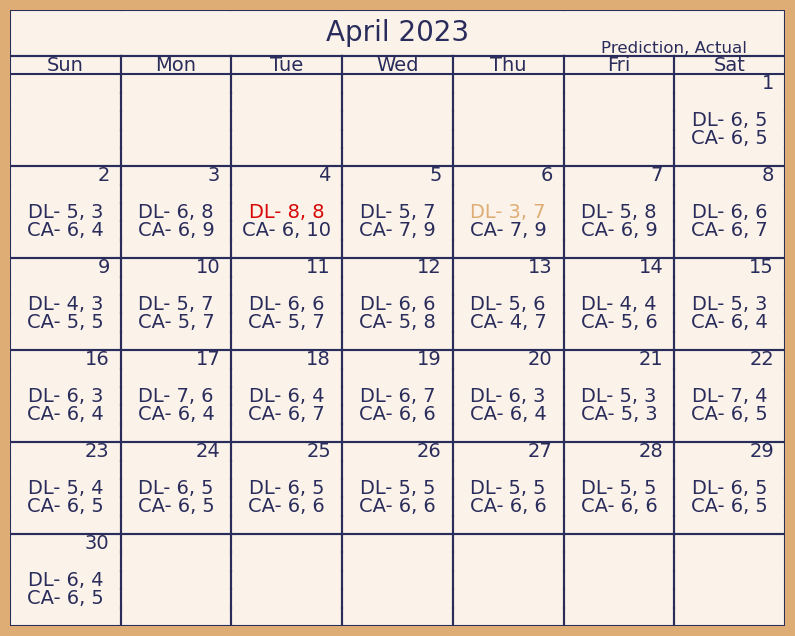 April 2023
Prediction, Actual
Sun Mon Tue Wed Thu Fri Sat
1
DL- 6, 5
CA- 6, 5
2 3 4 5 6 7 8
DL- 5, 3 DL- 6, 8 DL- 8, 8 DL- 5, 7 DL- 3, 7 DL- 5, 8 DL- 6, 6
CA- 6, 4 CA- 6, 9 CA- 6, 10 CA- 7, 9 CA- 7, 9 CA- 6, 9 CA- 6, 7
9 10 11 12 13 14 15
DL- 4, 3 DL- 5, 7 DL- 6, 6 DL- 6, 6 DL- 5, 6 DL- 4, 4 DL- 5, 3
CA- 5, 5 CA- 5, 7 CA- 5, 7 CA- 5, 8 CA- 4, 7 CA- 5, 6 CA- 6, 4
16 17 18 19 20 21 22
DL- 6, 3 DL- 7, 6 DL- 6, 4 DL- 6, 7 DL- 6, 3 DL- 5, 3 DL- 7, 4
CA- 6, 4 CA- 6, 4 CA- 6, 7 CA- 6, 6 CA- 6, 4 CA- 5, 3 CA- 6, 5
23 24 25 26 27 28 29
DL- 5, 4 DL- 6, 5 DL- 6, 5 DL- 5, 5 DL- 5, 5 DL- 5, 5 DL- 6, 5
CA- 6, 5 CA- 6, 5 CA- 6, 6 CA- 6, 6 CA- 6, 6 CA- 6, 6 CA- 6, 5
30
DL- 6, 4
CA- 6, 5